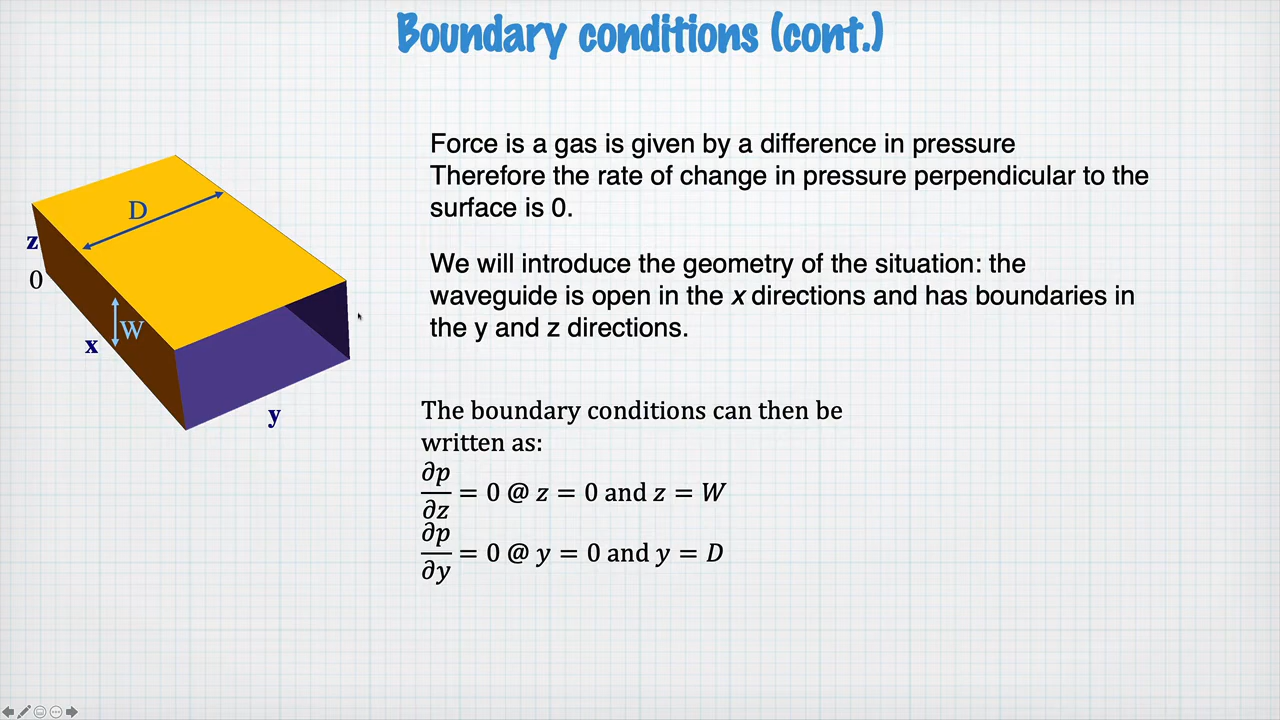 Boundary conditions (cont.)
Force is a gas is given by a difference in pressure
Therefore the rate of change in pressure perpendicular to the
surface is 0.
We will introduce the geometry of the situation: the
waveguide is open in the x directions and has boundaries in
the y and z directions.
D
z
0
W
x
y
The boundary conditions can then be
written as:
∂p/∂z = 0 @ z = 0 and z = W
∂p/∂y = 0 @ y = 0 and y = D